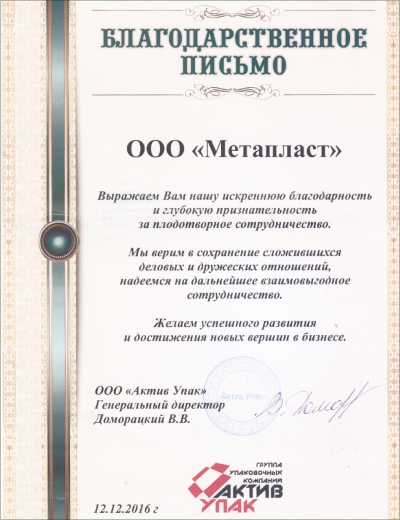 БЛАГОДАРСТВЕННОЕ
ПИСЬМО
ООО «Метапласт»
Выражаем Вам нашу искреннюю благодарность
и глубокую признательность
за плодотворное сотрудничество.
Мы верим в сохранение сложившихся
деловых и дружеских отношений,
надеемся на дальнейшее взаимовыгодное
сотрудничество.
Желаем успешного развития
и достижения новых вершин в бизнесе.
«Актив Упак»
ООО «Актив Упак»
Генеральный директор
Доморацкий В.В.
ГРУППА
УПАКОВОЧНЫХ
КОМПАНИЙ
АКТИВ
УПАК
12.12.2016 г